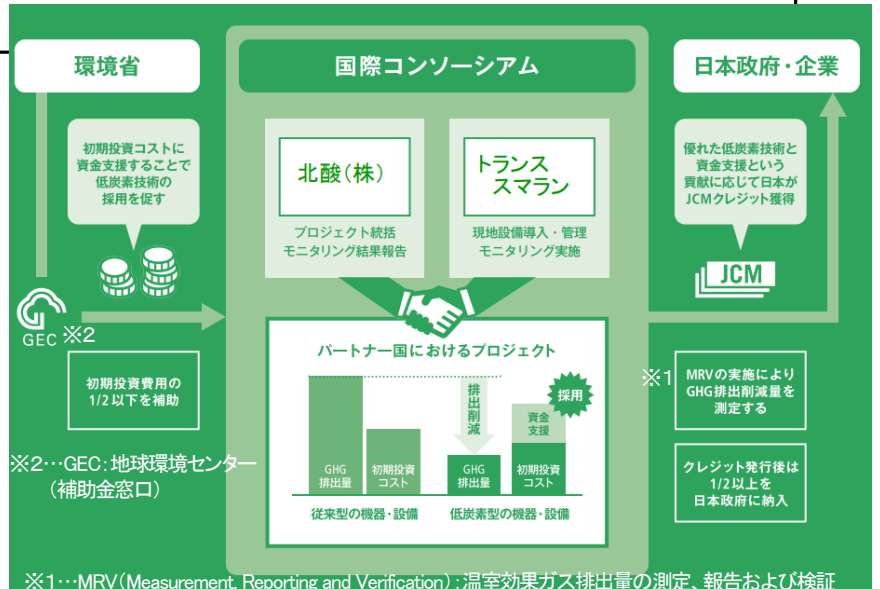 環境省
国際コンソーシアム
日本政府・企業
初期投資コストに
資金支援することで
低炭素技術の
採用を促す
北酸（株）
トランス
スマラン
優れた低炭素技術と
資金支援という
貢献に応じて日本が
JCMクレジット獲得
プロジェクト統括
モニタリング結果報告
現地設備導入・管理
モニタリング実施
JCM
GEC ※2
パートナー国におけるプロジェクト
初期投資費用の
1/2以下を補助
排出削減
採用
資金
支援
GHG
排出量
初期投資
コスト
GHG
排出量
初期投資
コスト
従来型の機器・設備
低炭素型の機器・設備
※1
MRVの実施により
GHG排出削減量を
測定する
クレジット発行後は
1/2以上を
日本政府に納入
※2…GEC：地球環境センター
（補助金窓口）
※1…MRV（Measurement, Reporting and Verification）：温室効果ガス排出量の測定、報告および検証